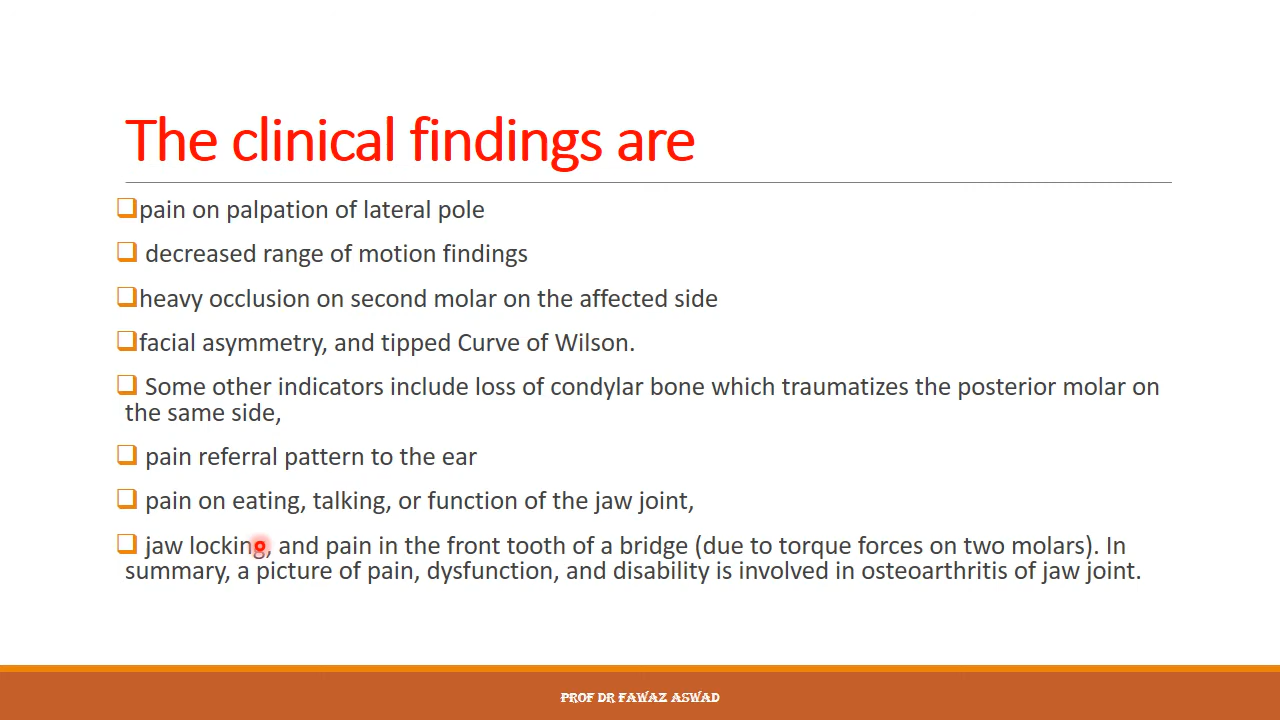 The clinical findings are
pain on palpation of lateral pole
decreased range of motion findings
heavy occlusion on second molar on the affected side
facial asymmetry, and tipped Curve of Wilson.
Some other indicators include loss of condylar bone which traumatizes the posterior molar on
the same side,
pain referral pattern to the ear
pain on eating, talking, or function of the jaw joint,
jaw locking, and pain in the front tooth of a bridge (due to torque forces on two molars). In
summary, a picture of pain, dysfunction, and disability is involved in osteoarthritis of jaw joint.
PROF DR FAWAZ ASWAD